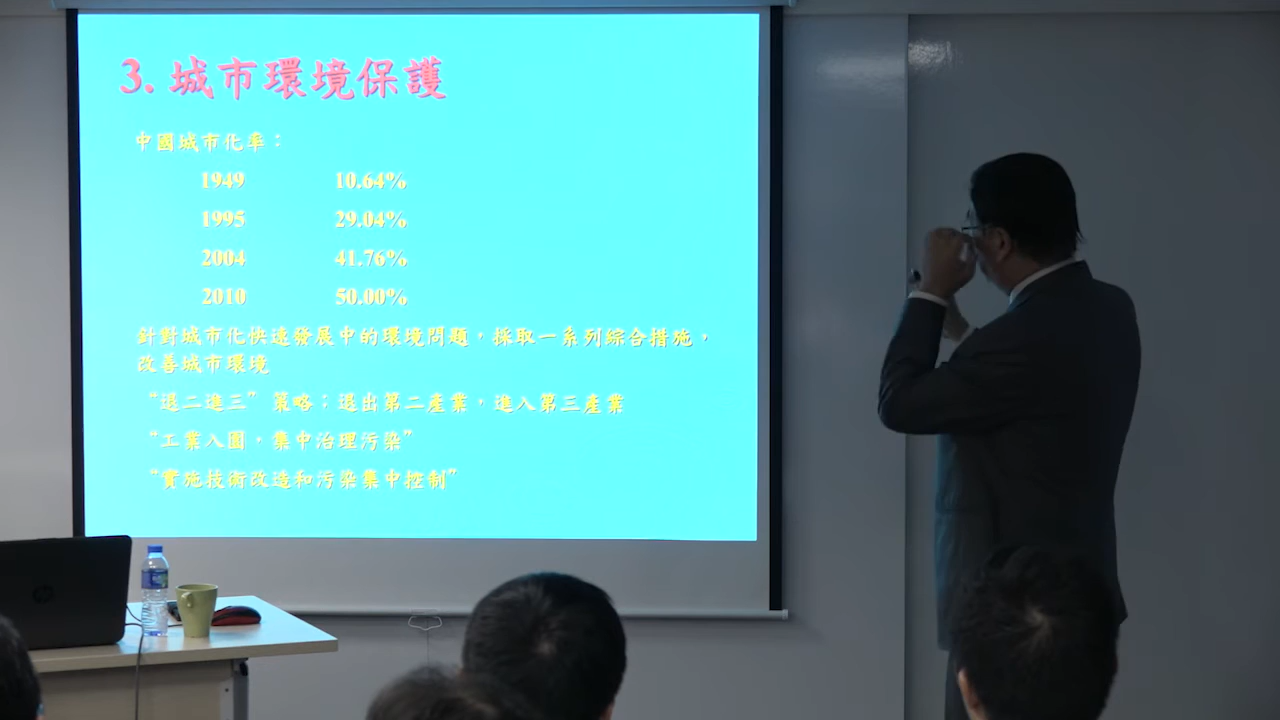 3. 城市環境保護
中國城市化率：
1949 10.64%
1995 29.04%
2004 41.76%
2010 50.00%
針對城市化快速發展中的環境問題，採取一系列綜合措施，
改善城市環境
“退二進三” 策略；退出第二產業，進入第三產業
“工業入園，集中治理污染”
“實施技術改造和污染集中控制”
hp